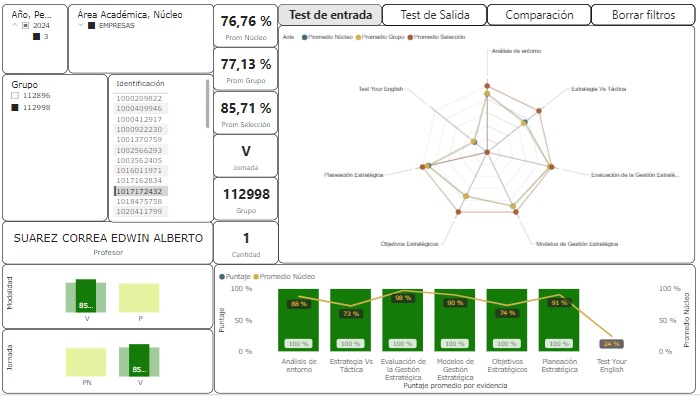 Año, Pe...
2024
3
Área Académica, Núcleo
EMPRESAS
Grupo
112896
112998
Identificación
1000209822
1000409946
1000412917
1000922230
1001370759
1002566293
1003562405
1016011971
1017162834
1017172432
1018475758
1020411799
SUAREZ CORREA EDWIN ALBERTO
Profesor
76,76 %
Prom Núcleo
77,13 %
Prom Grupo
85,71 %
Prom Selección
V
Jornada
112998
Grupo
1
Cantidad
Test de entrada
Test de Salida
Comparación
Borrar filtros
Axis Promedio Núcleo Promedio Grupo Promedio Selección
Análisis de entorno
Test Your English
Estrategia Vs Táctica
Planeación Estratégica
Evaluación de la Gestión Estraté...
Objetivos Estratégicos
Modelos de Gestión Estratégica
Modalidad
85...
V
P
Jornada
85...
PN
V
Puntaje Promedio Núcleo
Puntaje
100 %
50 %
0 %
88 %
73 %
98 %
90 %
74 %
91 %
24 %
100 %
100 %
100 %
100 %
100 %
100 %
100 %
50 %
0 %
Promedio Núcleo
Análisis de
entorno
Estrategia Vs
Táctica
Evaluación de
la Gestión
Estratégica
Modelos de
Gestión
Estratégica
Objetivos
Estratégicos
Planeación
Estratégica
Test Your
English
Puntaje promedio por evidencia